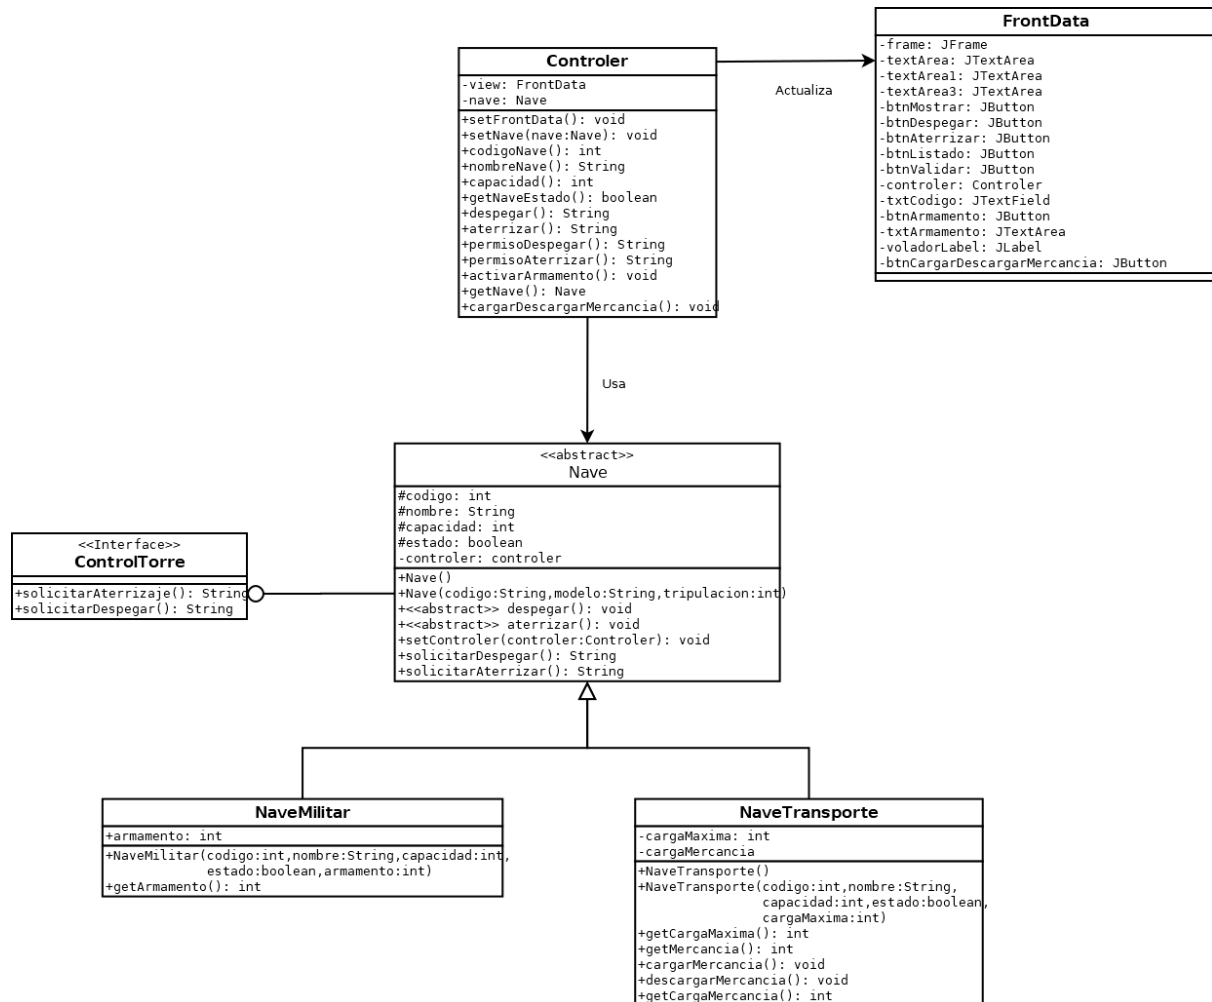 FrontData
-frame: JFrame
-textArea: JTextArea
-textArea1: JTextArea
-textArea3: JTextArea
-btnMostrar: JButton
-btnDespegar: JButton
-btnAterrizar: JButton
-btnListado: JButton
-btnValidar: JButton
-controler: Controler
-txtCodigo: JTextField
-btnArmamento: JButton
-txtArmamento: JTextArea
-voladorLabel: JLabel
-btnCargarDescargarMercancia: JButton
Controler
-view: FrontData
-nave: Nave
+setFrontData(): void
+setNave(nave:Nave): void
+codigoNave(): int
+nombreNave(): String
+capacidad(): int
+getNaveEstado(): boolean
+despegar(): String
+aterrizar(): String
+permisoDespegar(): String
+permisoAterrizar(): String
+activarArmamento(): void
+getNave(): Nave
+cargarDescargarMercancia(): void
Actualiza
Usa
<<abstract>>
Nave
#codigo: int
#nombre: String
#capacidad: int
#estado: boolean
-controler: controler
+Nave()
+Nave(codigo:String,modelo:String,tripulacion:int)
+<<abstract>> despegar(): void
+<<abstract>> aterrizar(): void
+setControler(controler:Controler): void
+solicitarDespegar(): String
+solicitarAterrizar(): String
<<Interface>>
ControlTorre
+solicitarAterrizaje(): String
+solicitarDespegar(): String
NaveMilitar
+armamento: int
+NaveMilitar(codigo:int,nombre:String,capacidad:int,
estado:boolean,armamento:int)
+getArmamento(): int
NaveTransporte
-cargaMaxima: int
-cargaMercancia
+NaveTransporte()
+NaveTransporte(codigo:int,nombre:String,
capacidad:int,estado:boolean,
cargaMaxima:int)
+getCargaMaxima(): int
+getMercancia(): int
+cargarMercancia(): void
+descargarMercancia(): void
+getCargaMercancia(): int